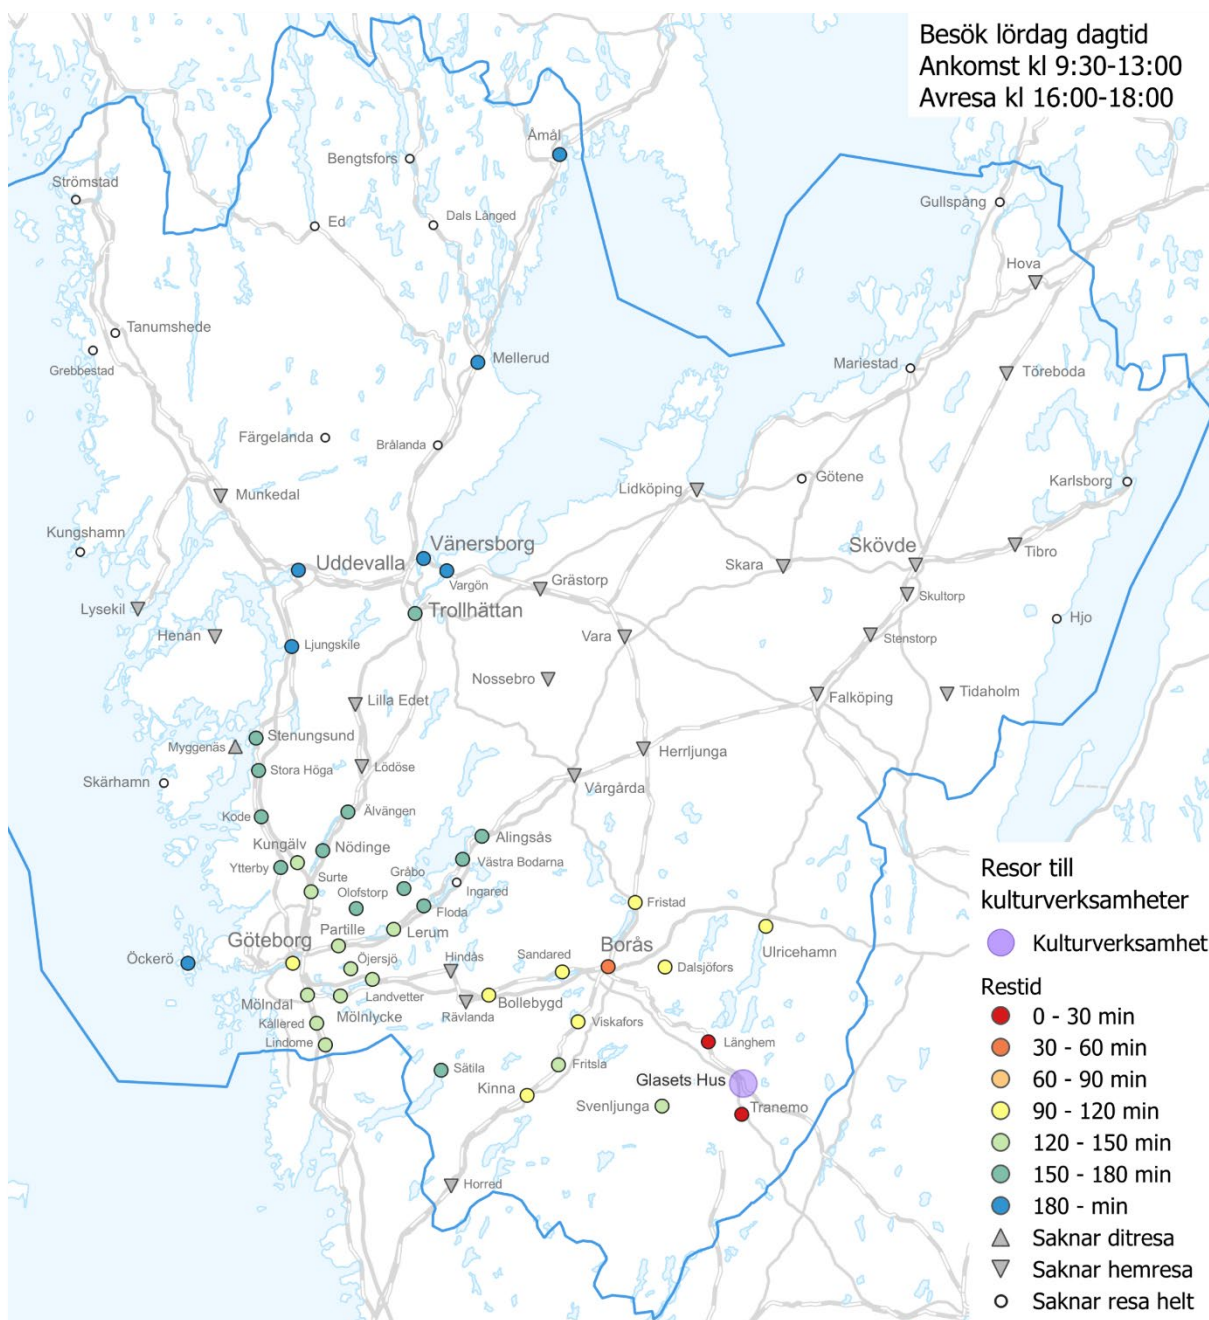 Besök lördag dagtid
Ankomst kl 9:30-13:00
Avresa kl 16:00-18:00
Åmål
Bengtsfors
Strömstad
Gullspång
Ed
Dals Långed
Hova
Tanumshede
Mellerud
Mariestad
Töreboda
Grebbestad
Färgelanda
Brålanda
Götene
Karlsborg
Lidköping
Munkedal
Kungshamn
Vänersborg
Skövde
Tibro
Uddevalla
Skara
Vargön
Grästorp
Skultorp
Lysekil
Trollhättan
Hjo
Henån
Vara
Stenstorp
Ljungskile
Nossebro
Tidaholm
Lilla Edet
Falköping
Stenungsund
Myggenäs
Herrljunga
Stora Höga
Lödöse
Skärhamn
Vårgårda
Kode
Älvängen
Alingsås
Kungälv
Nödinge
Västra Bodarna
Ytterby
Surte
Gråbo
Ingared
Olofstorp
Fristad
Floda
Partille
Lerum
Göteborg
Borås
Ulricehamn
Öckerö
Öjersjö
Hindås
Sandared
Dalsjöfors
Landvetter
Mölndal
Mölnlycke
Rävlanda
Bollebygd
Kållered
Viskafors
Lindome
Länghem
Sätila
Fritsla
Glasets Hus
Kinna
Svenljunga
Tranemo
Horred
Resor till
kulturverksamheter
Kulturverksamhet
Restid
0 - 30 min
30 - 60 min
60 - 90 min
90 - 120 min
120 - 150 min
150 - 180 min
180 - min
Saknar ditresa
Saknar hemresa
Saknar resa helt